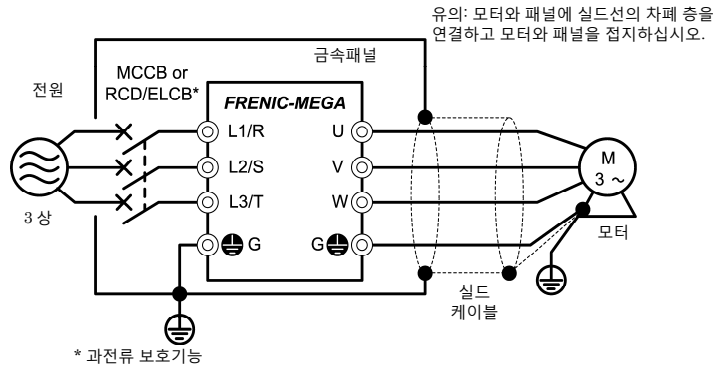 유의: 모터와 패널에 실드선의 차폐 층을
연결하고 모터와 패널을 접지하십시오.
금속패널
전원
MCCB or
RCD/ELCB*
FRENIC-MEGA
L1/R
U
L2/S
V
M
3 ~
L3/T
W
3 상
G
G
모터
실드
케이블
* 과전류 보호기능